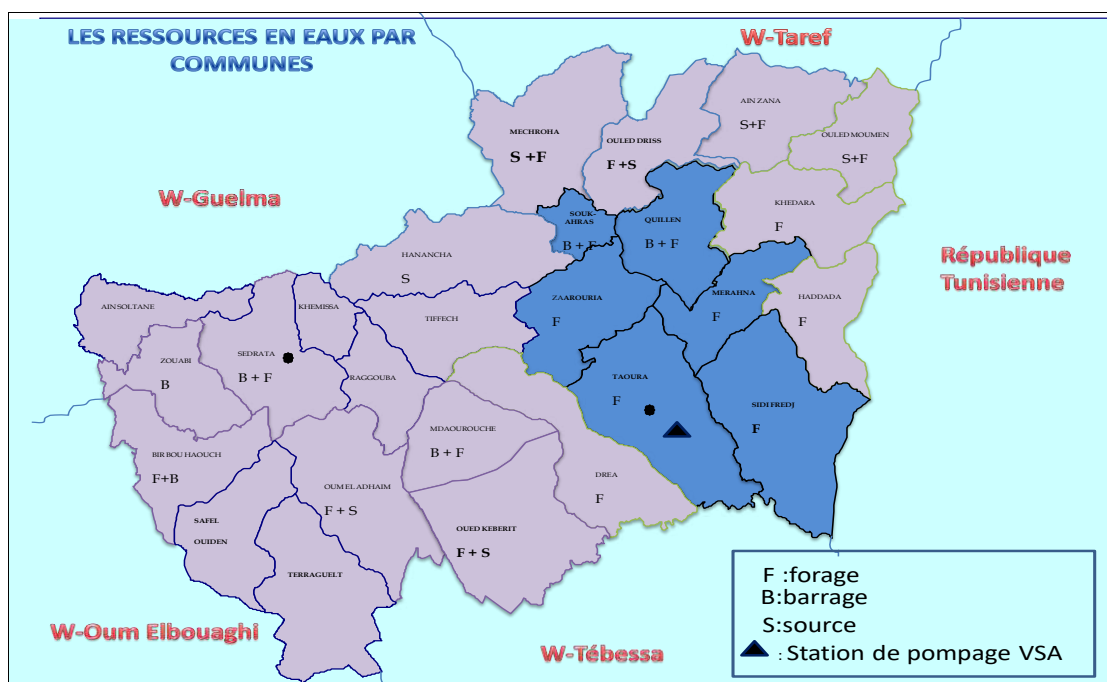 LES RESSOURCES EN EAUX PAR
COMMUNES
W-Taref
AIN ZANA
S+F
MECHROHA
S +F
OULED DRISS
F +S
OULED MOUMEN
S+F
W-Guelma
KHEDARA
F
SOUK-
AHRAS
B + F
QUILLEN
B + F
HANANCHA
S
République
Tunisienne
MERAHNA
F
HADDADA
F
ZAAROURIA
F
AIN SOLTANE
KHEMISSA
TIFFECH
ZOUABI
B
SEDRATA
B + F
RAGGOUBA
TAOURA
F
SIDI FREDJ
F
MDAOUROUCHE
B + F
BIR BOU HAOUCH
F+B
OUM EL ADHAIM
F + S
DREA
F
SAFEL
OUIDEN
OUED KEBERIT
F + S
TERRAGUELT
W-Oum Elbouaghi
W-Tébessa
F :forage
B:barrage
S:source
: Station de pompage VSA